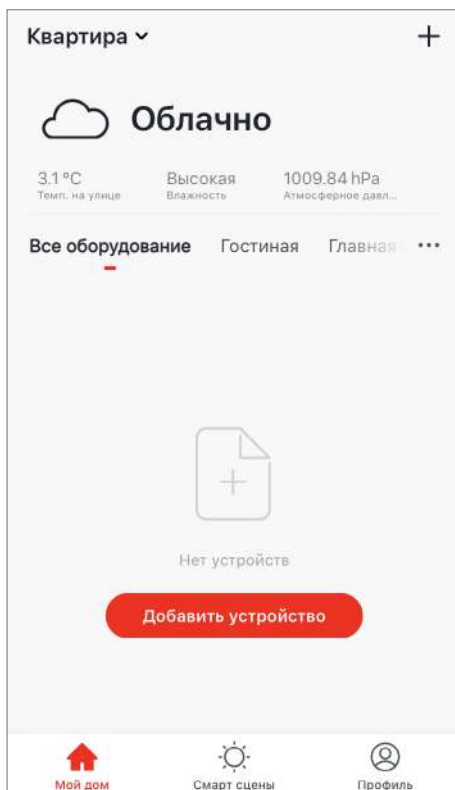 Квартира
Облачно
3.1 °C Высокая 1009.84 hPa
Темп. на улице Влажность Атмосферное давл...
Все оборудование Гостиная Главная ...
Нет устройств
Добавить устройство
Мой дом Смарт сцены Профиль